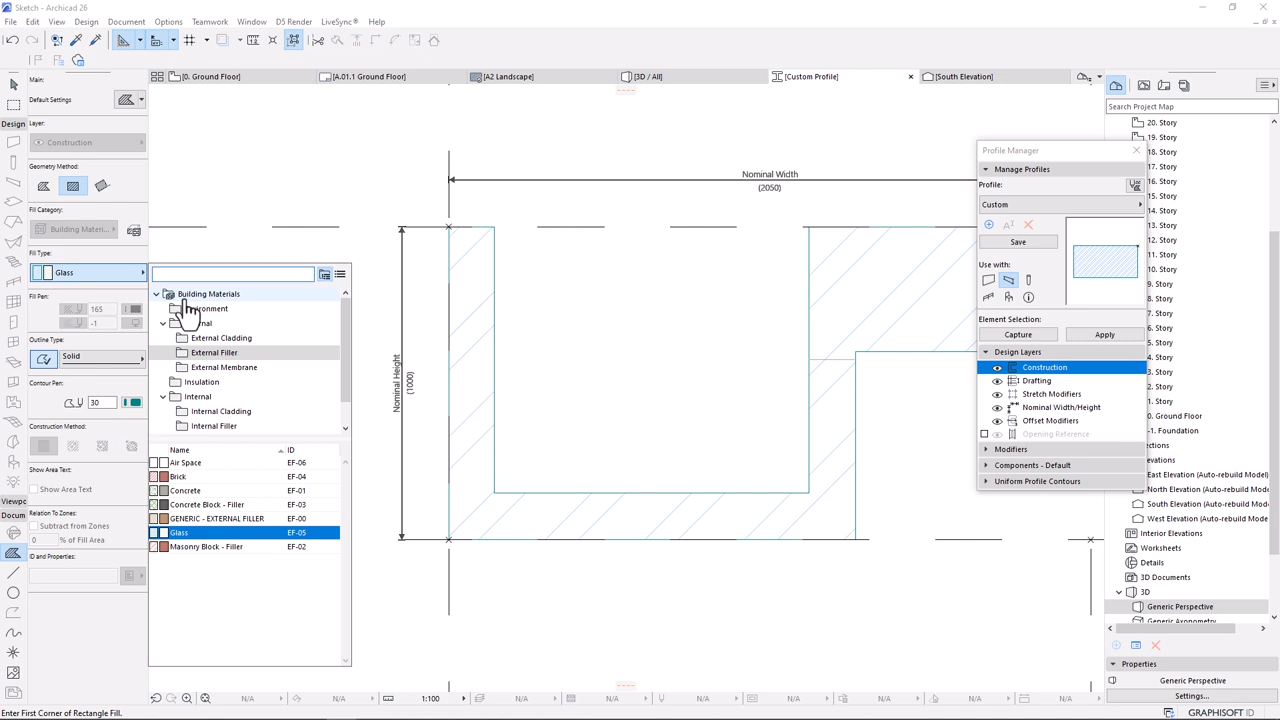 Sketch - Archicad 26
File Edit View Design Document Options Teamwork Window D5 Render LiveSync® Help
[0. Ground Floor] [A.01.1 Ground Floor] [A2 Landscape] [3D / All] [Custom Profile] [South Elevation]
Main:
Default Settings
Layer:
Construction
Geometry Method:
Fill Category:
Building Materi...
Fill Type:
Glass
Fill Pen:
165
-1
Outline Type:
Solid
Contour Pen:
30
Construction Method:
Show Area Text:
Show Area Text
Relation To Zones:
Subtract from Zones
0 % of Fill Area
ID and Properties:
Design
Viewpc
Docum
Building Materials
External Cladding
External Filler
External Membrane
Insulation
Internal
Internal Cladding
Internal Filler
Name ID
Air Space EF-06
Brick EF-04
Concrete EF-01
Concrete Block - Filler EF-03
GENERIC - EXTERNAL FILLER EF-00
Glass EF-05
Masonry Block - Filler EF-02
Nominal Width
(2050)
Nominal Height
(1000)
Profile Manager
Manage Profiles
Profile:
Custom
Save
Use with:
Element Selection:
Capture Apply
Design Layers
Construction
Drafting
Stretch Modifiers
Nominal Width/Height
Offset Modifiers
Opening Reference
Modifiers
Components - Default
Uniform Profile Contours
Search Project Map
20. Story
19. Story
18. Story
17. Story
16. Story
15. Story
14. Story
13. Story
12. Story
11. Story
10. Story
9. Story
8. Story
7. Story
6. Story
5. Story
4. Story
3. Story
2. Story
1. Story
0. Ground Floor
-1. Foundation
East Elevation (Auto-rebuild Model)
North Elevation (Auto-rebuild Mode
South Elevation (Auto-rebuild Mode
West Elevation (Auto-rebuild Mode
Interior Elevations
Worksheets
Details
3D Documents
3D
Generic Perspective
Generic Axonometry
Properties
Generic Perspective
Settings...
N/A N/A 1:100 N/A N/A N/A N/A N/A N/A
Enter First Corner of Rectangle Fill.
GRAPHISOFT ID